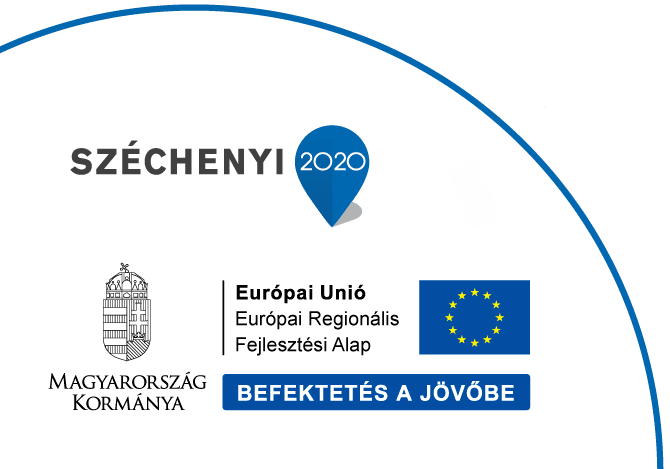 SZÉCHENYI 2020
Európai Unió
Európai Regionális
Fejlesztési Alap
MAGYARORSZÁG
KORMÁNYA
BEFEKTETÉS A JÖVŐBE